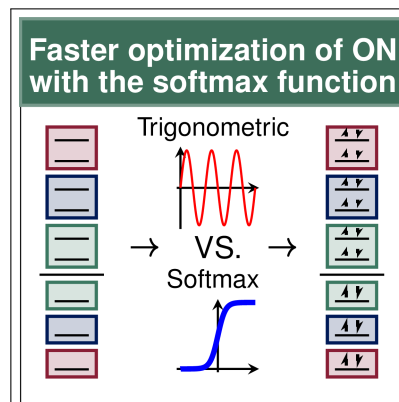 Faster optimization of ON
with the softmax function
Trigonometric
VS.
Softmax